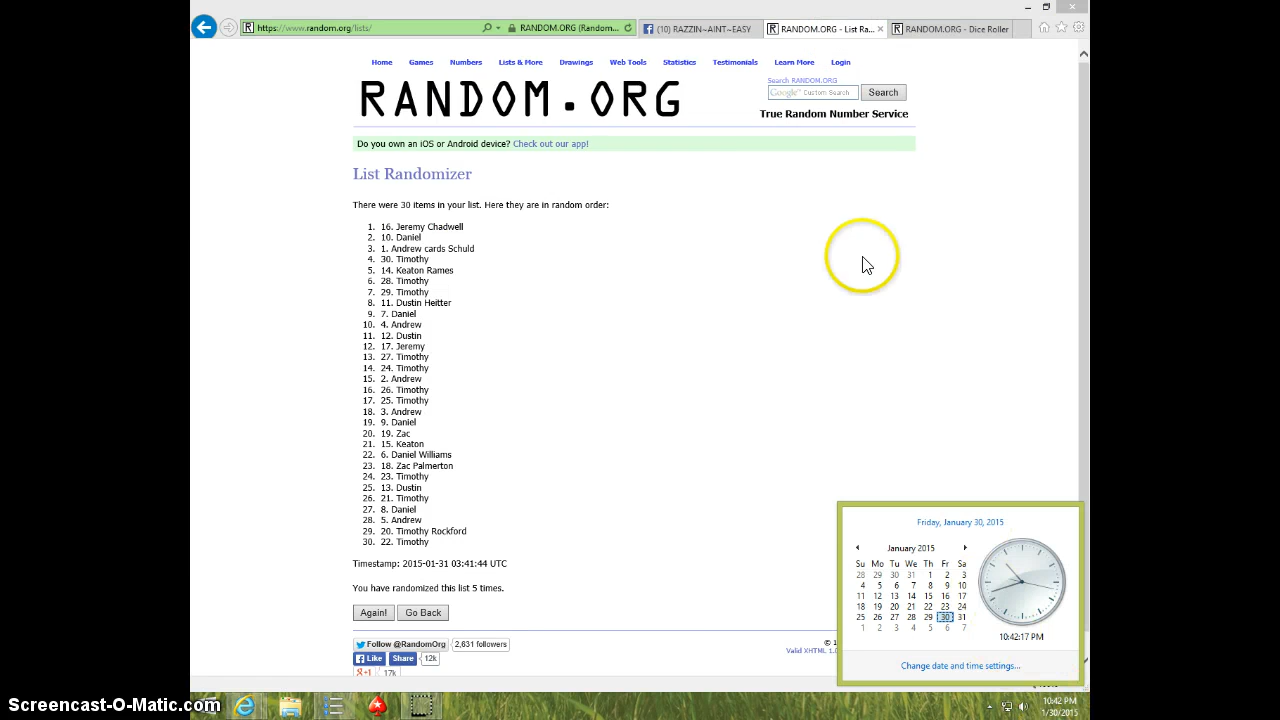 https://www.random.org/lists/
RANDOM.ORG (Random...
(10) RAZZIN~AINT~EASY
RANDOM.ORG - List Ra...
RANDOM.ORG - Dice Roller
Home Games Numbers Lists & More Drawings Web Tools Statistics Testimonials Learn More Login
RANDOM.ORG
Search RANDOM.ORG
Google Custom Search Search
True Random Number Service
Do you own an iOS or Android device? Check out our app!
List Randomizer
There were 30 items in your list. Here they are in random order:
1. 16. Jeremy Chadwell
2. 10. Daniel
3. 1. Andrew cards Schuld
4. 30. Timothy
5. 14. Keaton Rames
6. 28. Timothy
7. 29. Timothy
8. 11. Dustin Heitter
9. 7. Daniel
10. 4. Andrew
11. 12. Dustin
12. 17. Jeremy
13. 27. Timothy
14. 24. Timothy
15. 2. Andrew
16. 26. Timothy
17. 25. Timothy
18. 3. Andrew
19. 9. Daniel
20. 19. Zac
21. 15. Keaton
22. 6. Daniel Williams
23. 18. Zac Palmerton
24. 23. Timothy
25. 13. Dustin
26. 21. Timothy
27. 8. Daniel
28. 5. Andrew
29. 20. Timothy Rockford
30. 22. Timothy
Timestamp: 2015-01-31 03:41:44 UTC
You have randomized this list 5 times.
Again! Go Back
Follow @RandomOrg 2,631 followers
Like Share 12k
g+1 17k
© 1
Valid XHTML 1.0
Friday, January 30, 2015
January 2015
Su Mo Tu We Th Fr Sa
28 29 30 31 1 2 3
4 5 6 7 8 9 10
11 12 13 14 15 16 17
18 19 20 21 22 23 24
25 26 27 28 29 30 31
1 2 3 4 5 6 7
10:42:17 PM
Change date and time settings...
10:42 PM
1/30/2015
Screencast-O-Matic.com